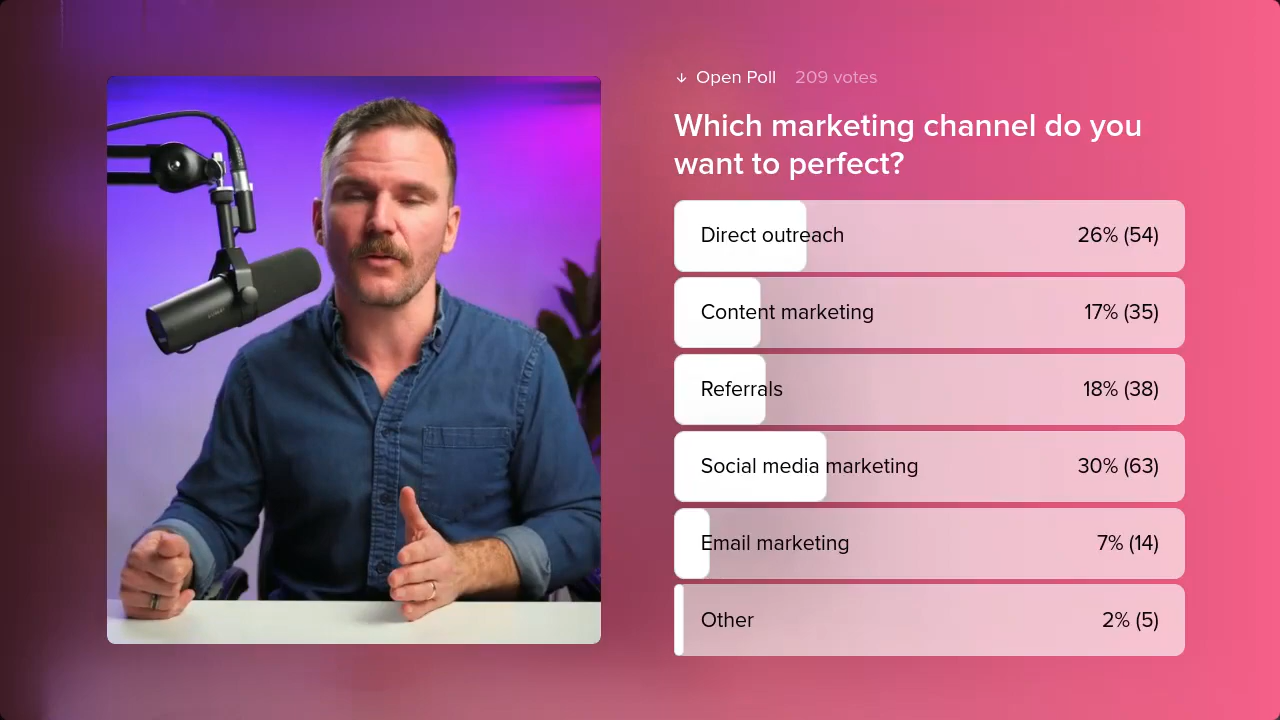 ↓ Open Poll 209 votes
Which marketing channel do you
want to perfect?
Direct outreach 26% (54)
Content marketing 17% (35)
Referrals 18% (38)
Social media marketing 30% (63)
Email marketing 7% (14)
Other 2% (5)